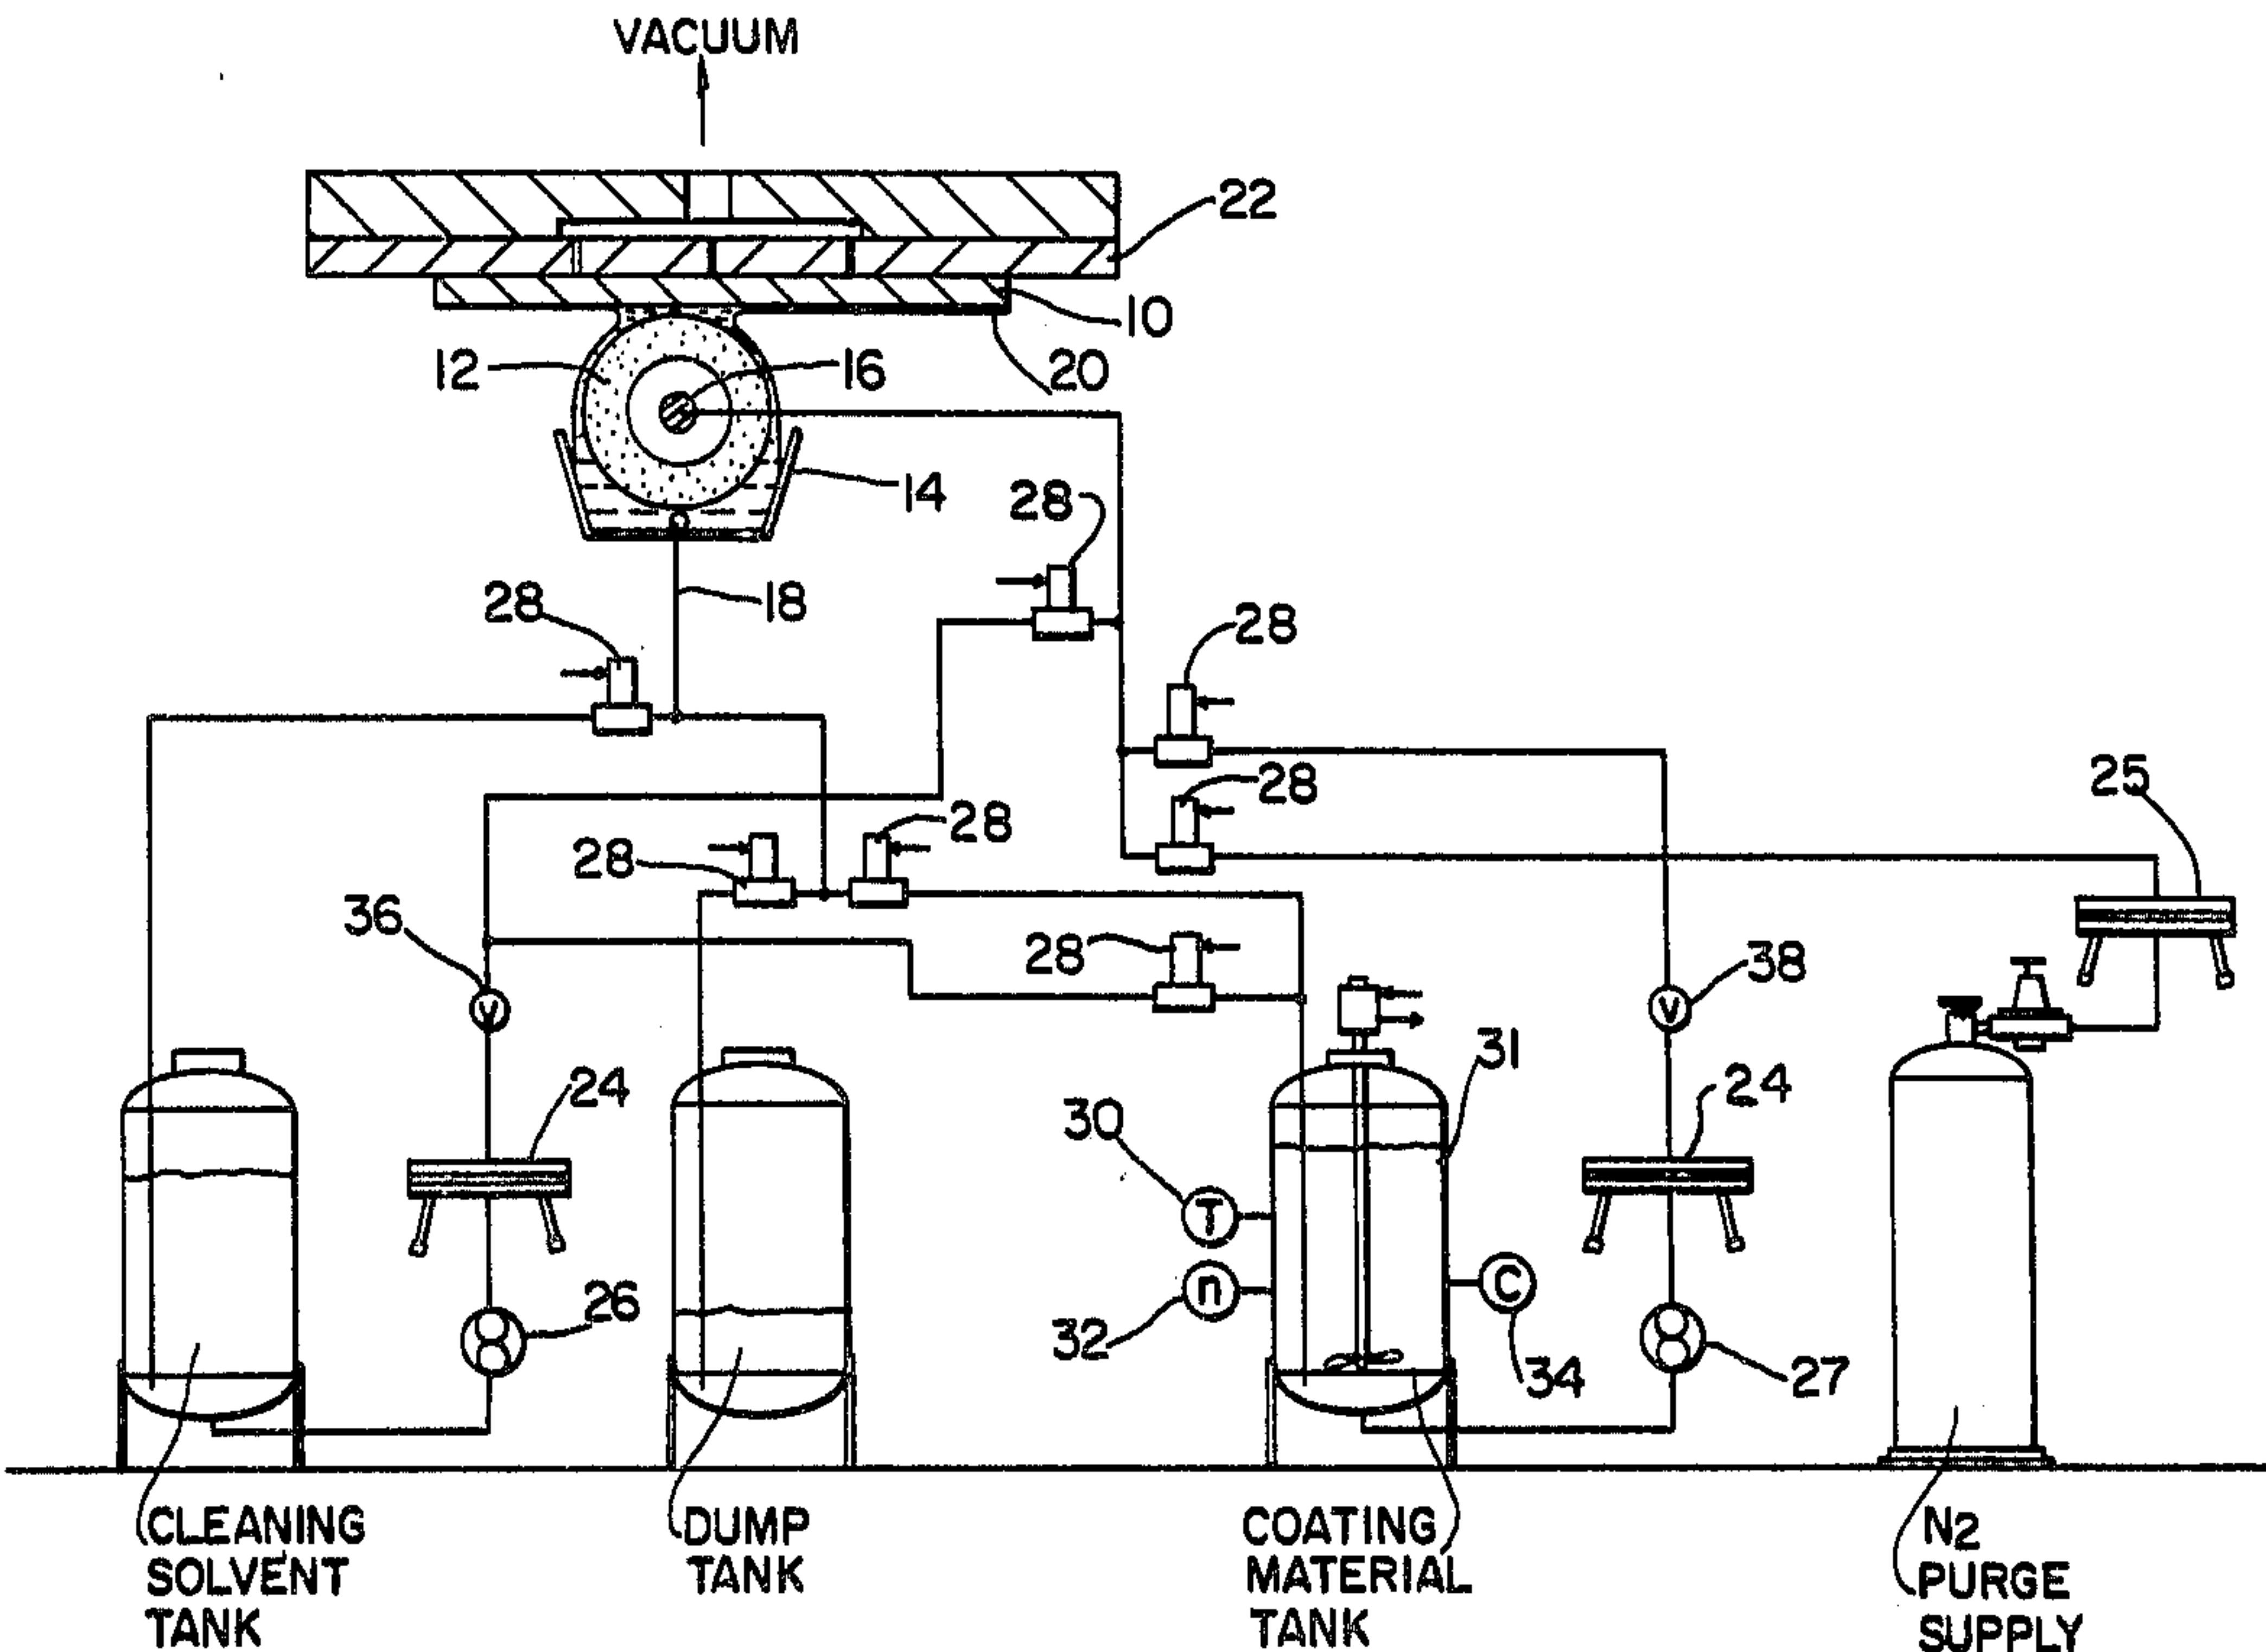 VACUUM
22
10
12
16
20
14
28
28
18
28
28
25
28
28
36
28
38
31
24
30
24
T
26
n
C
32
34
27
V
V
CLEANING
SOLVENT
TANK
DUMP
TANK
COATING
MATERIAL
TANK
N2
PURGE
SUPPLY